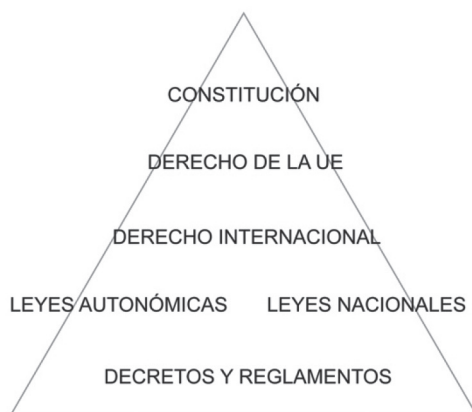 CONSTITUCIÓN
DERECHO DE LA UE
DERECHO INTERNACIONAL
LEYES AUTONÓMICAS LEYES NACIONALES
DECRETOS Y REGLAMENTOS